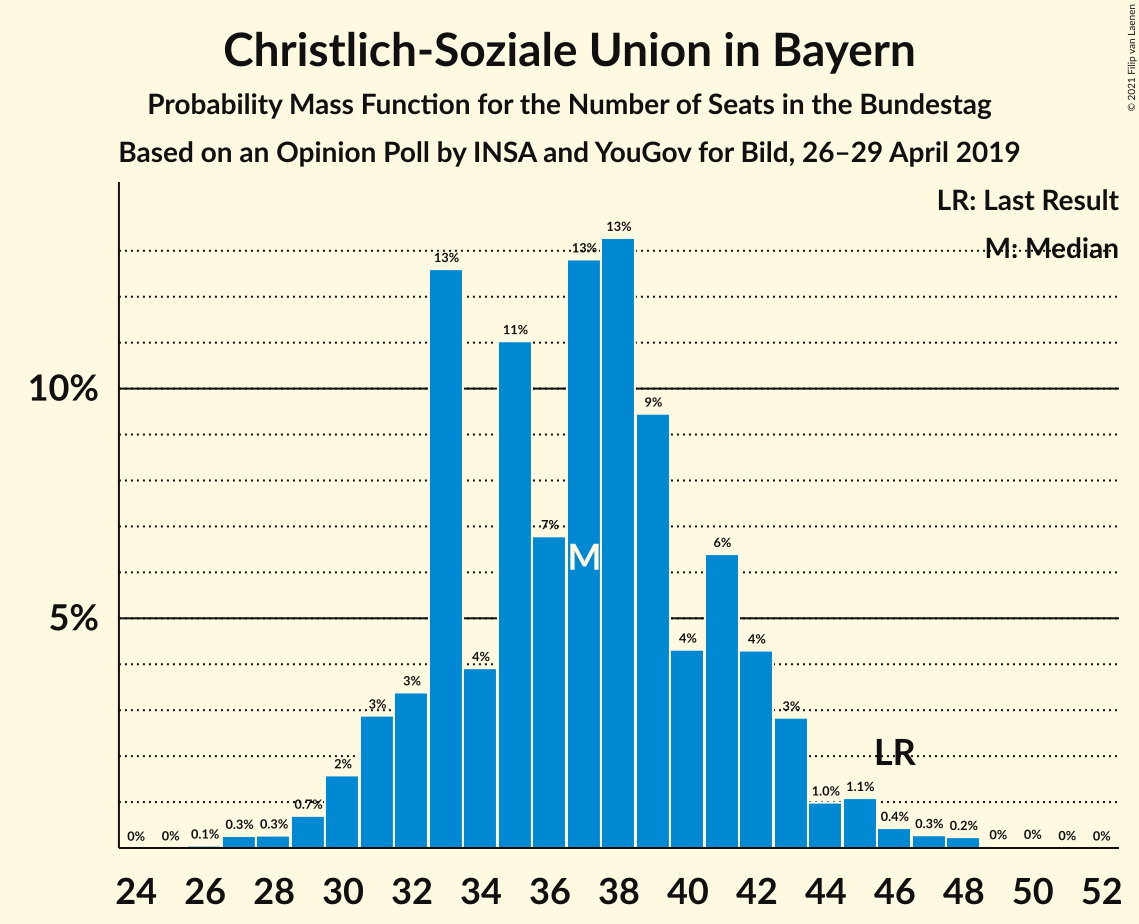 Christlich-Soziale Union in Bayern
Probability Mass Function for the Number of Seats in the Bundestag
Based on an Opinion Poll by INSA and YouGov for Bild, 26–29 April 2019
© 2021 Filip van Laenen
LR: Last Result
M: Median
10%
5%
0% 0% 0.1% 0.3% 0.3% 0.7% 2% 3% 3% 13% 4% 11% 7% 13% 13% 9% 4% 6% 4% 3% 1.0% 1.1% 0.4% 0.3% 0.2% 0% 0% 0% 0%
M
LR
24 26 28 30 32 34 36 38 40 42 44 46 48 50 52